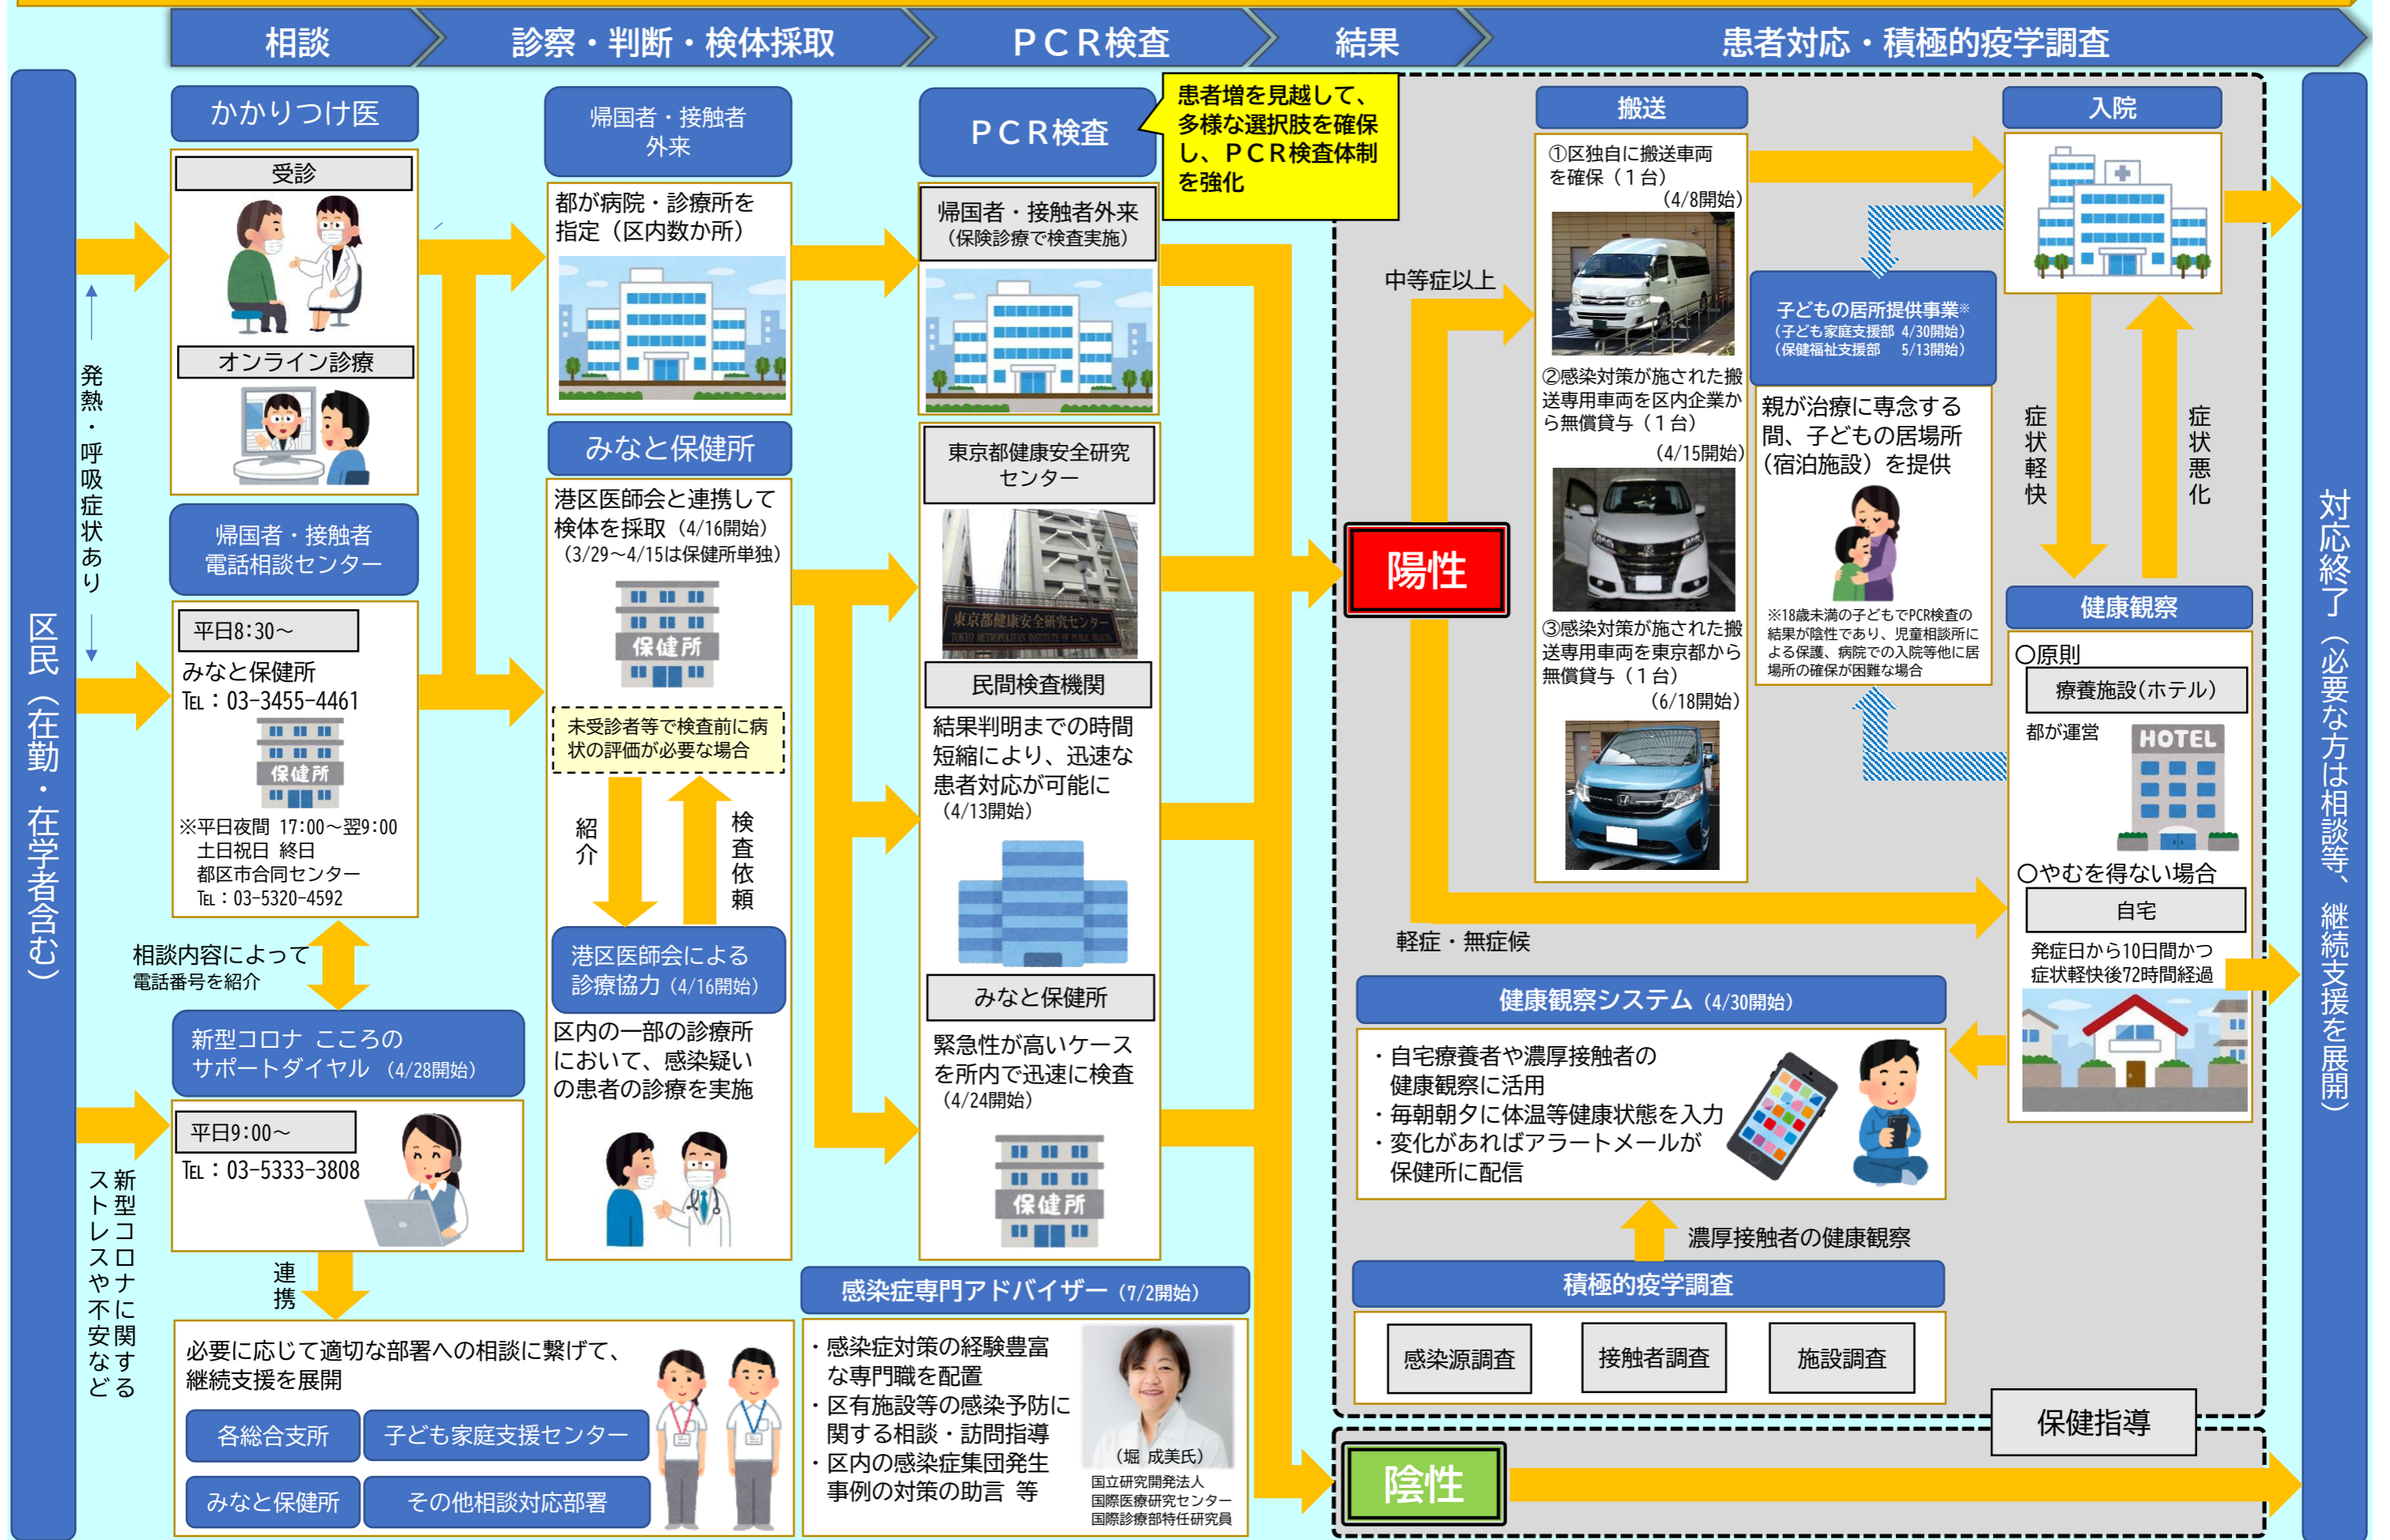 相談
診察・判断・検体採取
ＰＣＲ検査
結果
患者対応・積極的疫学調査
区民（在勤・在学者含む）
発熱・呼吸症状あり
新型コロナに関する
ストレスや不安など
かかりつけ医
受診
オンライン診療
帰国者・接触者
電話相談センター
平日8:30～
みなと保健所
℡：03-3455-4461
保健所
※平日夜間 17:00～翌9:00
土日祝日 終日
都区市合同センター
℡：03-5320-4592
相談内容によって
電話番号を紹介
新型コロナ こころの
サポートダイヤル（4/28開始）
平日9:00～
℡：03-5333-3808
連携
必要に応じて適切な部署への相談に繋げて、
継続支援を展開
各総合支所
子ども家庭支援センター
みなと保健所
その他相談対応部署
帰国者・接触者
外来
都が病院・診療所を
指定（区内数か所）
みなと保健所
港区医師会と連携して
検体を採取（4/16開始）
（3/29～4/15は保健所単独）
保健所
未受診者等で検査前に病
状の評価が必要な場合
紹介
検査依頼
港区医師会による
診療協力（4/16開始）
区内の一部の診療所
において、感染疑い
の患者の診療を実施
ＰＣＲ検査
患者増を見越して、
多様な選択肢を確保
し、ＰＣＲ検査体制
を強化
帰国者・接触者外来
（保険診療で検査実施）
東京都健康安全研究
センター
東京都健康安全研究センター
TOKYO METROPOLITAN INSTITUTE OF PUBLIC HEALTH
民間検査機関
結果判明までの時間
短縮により、迅速な
患者対応が可能に
（4/13開始）
みなと保健所
緊急性が高いケース
を所内で迅速に検査
（4/24開始）
保健所
感染症専門アドバイザー（7/2開始）
・感染症対策の経験豊富
な専門職を配置
・区有施設等の感染予防に
関する相談・訪問指導
・区内の感染症集団発生
事例の対策の助言 等
（堀 成美氏）
国立研究開発法人
国際医療研究センター
国際診療部特任研究員
陽性
中等症以上
軽症・無症候
搬送
①区独自に搬送車両
を確保（１台）
（4/8開始）
②感染対策が施された搬
送専用車両を区内企業か
ら無償貸与（１台）
（4/15開始）
③感染対策が施された搬
送専用車両を東京都から
無償貸与（１台）
（6/18開始）
子どもの居所提供事業※
（子ども家庭支援部 4/30開始）
（保健福祉支援部 5/13開始）
親が治療に専念する
間、子どもの居場所
（宿泊施設）を提供
※18歳未満の子どもでPCR検査の
結果が陰性であり、児童相談所に
よる保護、病院での入院等他に居
場所の確保が困難な場合
入院
症状軽快
症状悪化
健康観察
〇原則
療養施設(ホテル)
都が運営
HOTEL
〇やむを得ない場合
自宅
発症日から10日間かつ
症状軽快後72時間経過
健康観察システム（4/30開始）
・自宅療養者や濃厚接触者の
健康観察に活用
・毎朝朝夕に体温等健康状態を入力
・変化があればアラートメールが
保健所に配信
濃厚接触者の健康観察
積極的疫学調査
感染源調査
接触者調査
施設調査
保健指導
陰性
対応終了（必要な方は相談等、継続支援を展開）